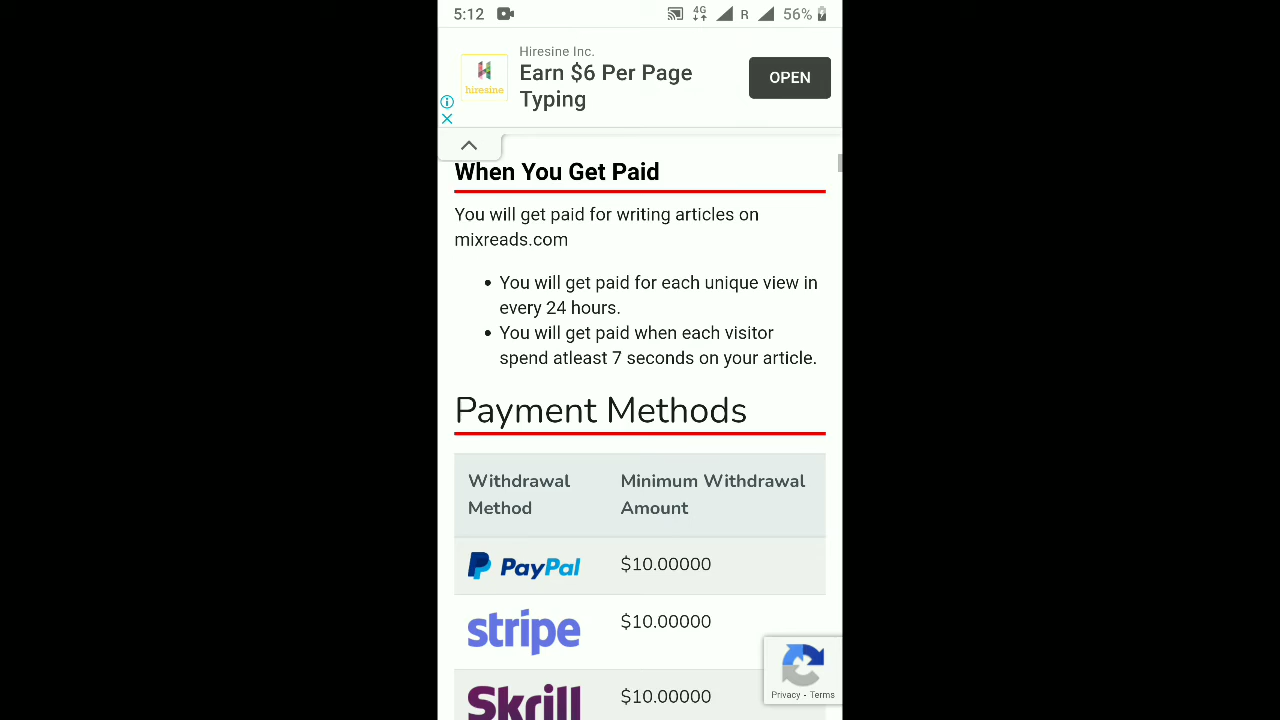 5:12 4G R 56%
Hiresine Inc.
Earn $6 Per Page
Typing
OPEN
hiresine
When You Get Paid
You will get paid for writing articles on
mixreads.com
• You will get paid for each unique view in
every 24 hours.
• You will get paid when each visitor
spend atleast 7 seconds on your article.
Payment Methods
Withdrawal Minimum Withdrawal
Method Amount
PayPal $10.00000
stripe $10.00000
Skrill $10.00000
Privacy - Terms